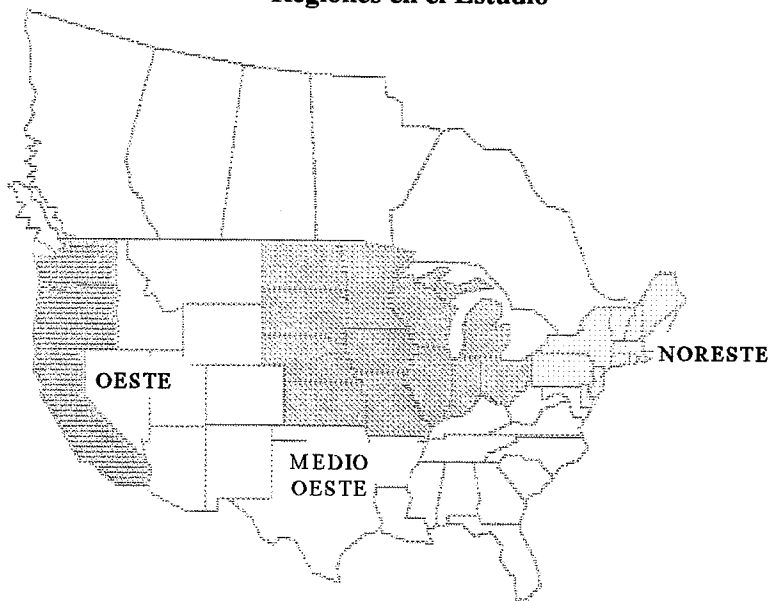 Regiones en el Estudio
OESTE
NORESTE
MEDIO
OESTE